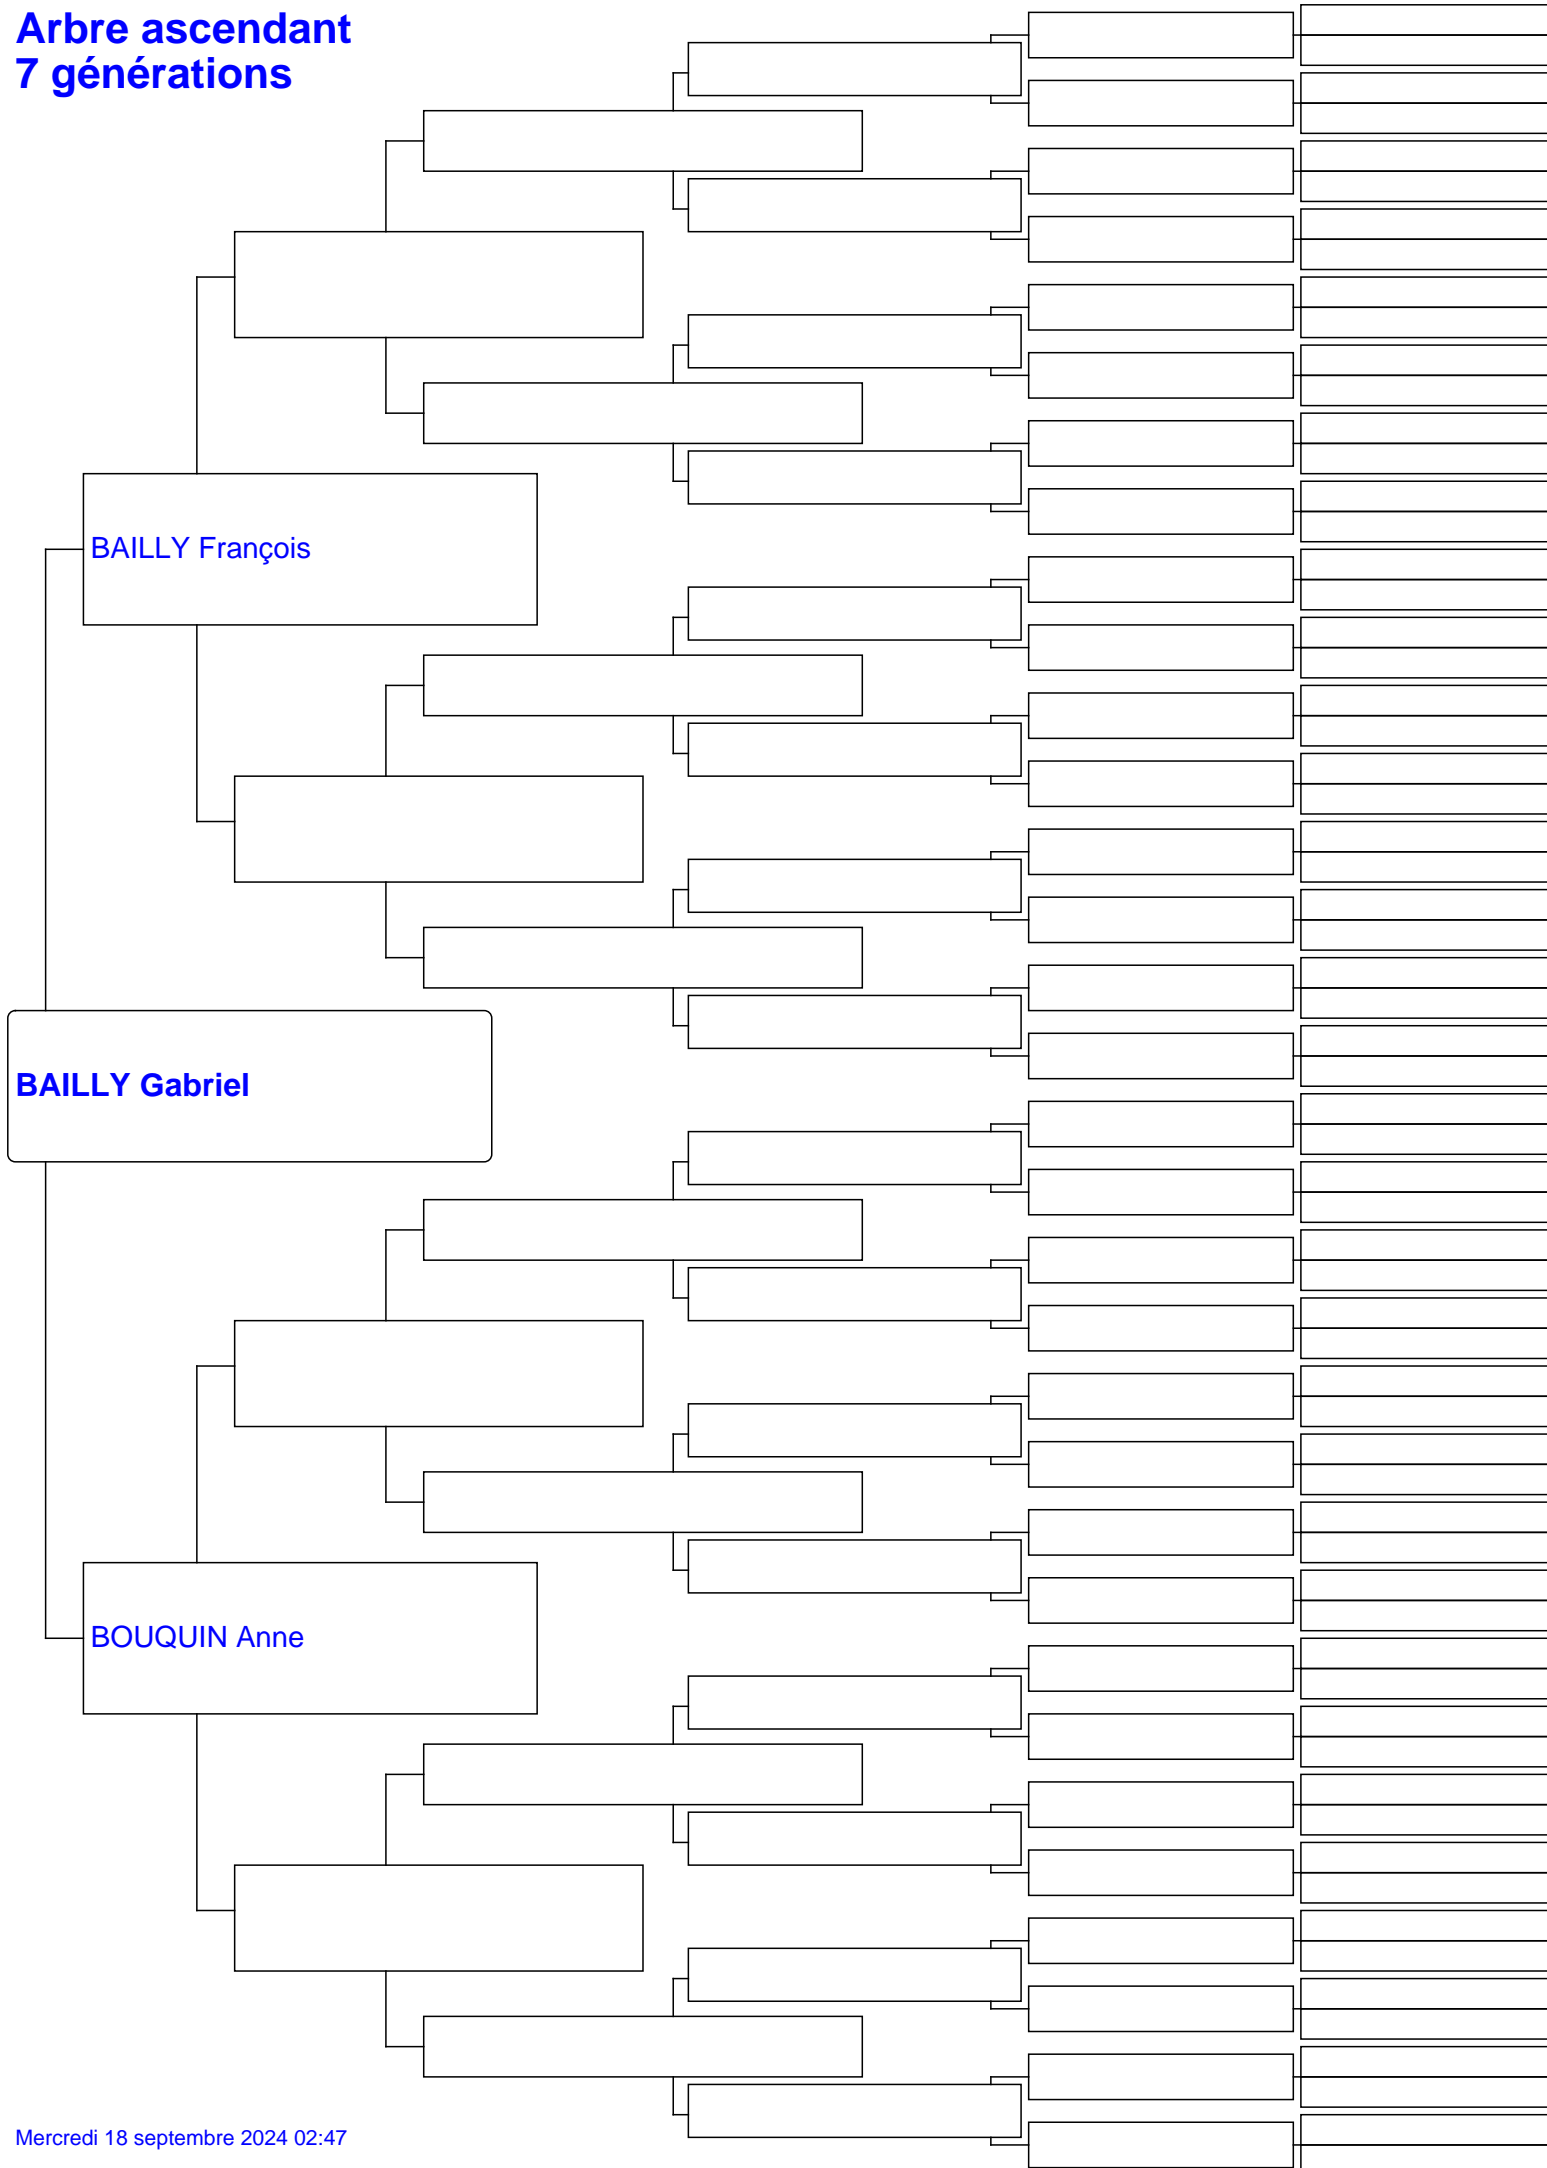 Arbre ascendant
7 générations
BAILLY François
BAILLY Gabriel
BOUQUIN Anne
Mercredi 18 septembre 2024 02:47